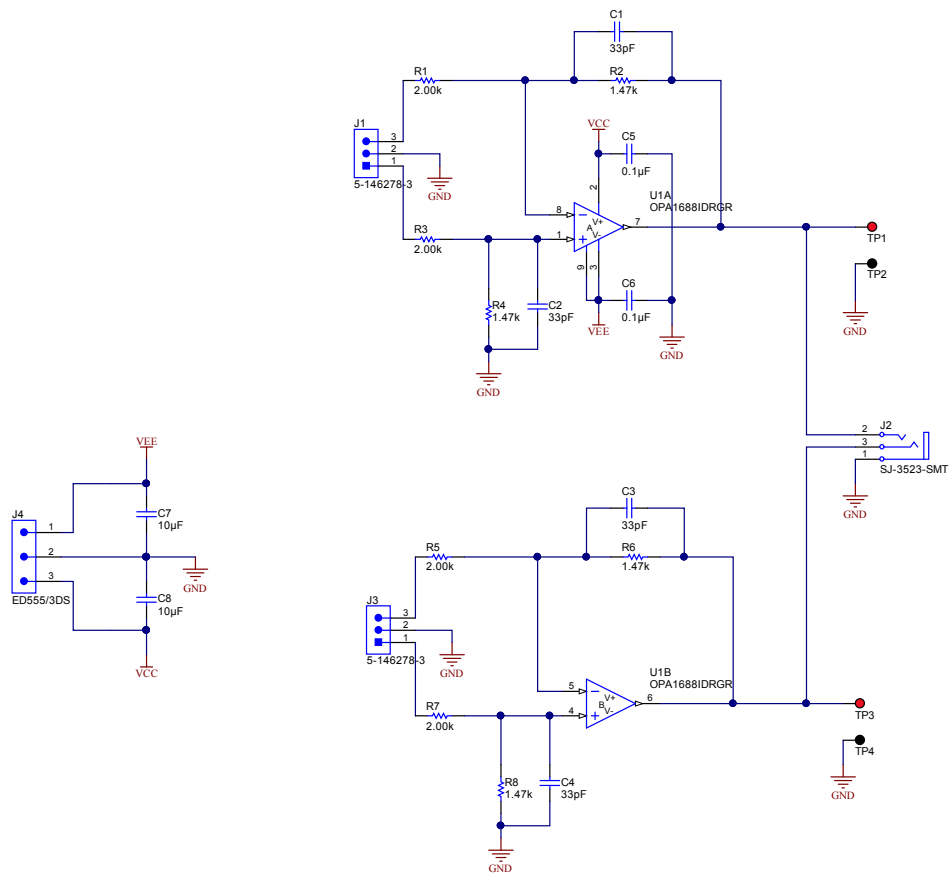 C1
33pF
R1
2.00k
R2
1.47k
J1
3
2
1
5-146278-3
GND
VCC
C5
0.1µF
2
U1A
OPA1688IDRGR
8
1
V+
A
V-
7
9
3
R3
2.00k
R4
1.47k
C2
33pF
GND
VEE
C6
0.1µF
GND
TP1
TP2
GND
J2
2
3
1
SJ-3523-SMT
GND
VEE
J4
1
2
3
ED555/3DS
C7
10µF
GND
C8
10µF
VCC
C3
33pF
R5
2.00k
R6
1.47k
J3
3
2
1
5-146278-3
GND
U1B
OPA1688IDRGR
5
4
V+
B
V-
6
R7
2.00k
R8
1.47k
C4
33pF
GND
TP3
TP4
GND